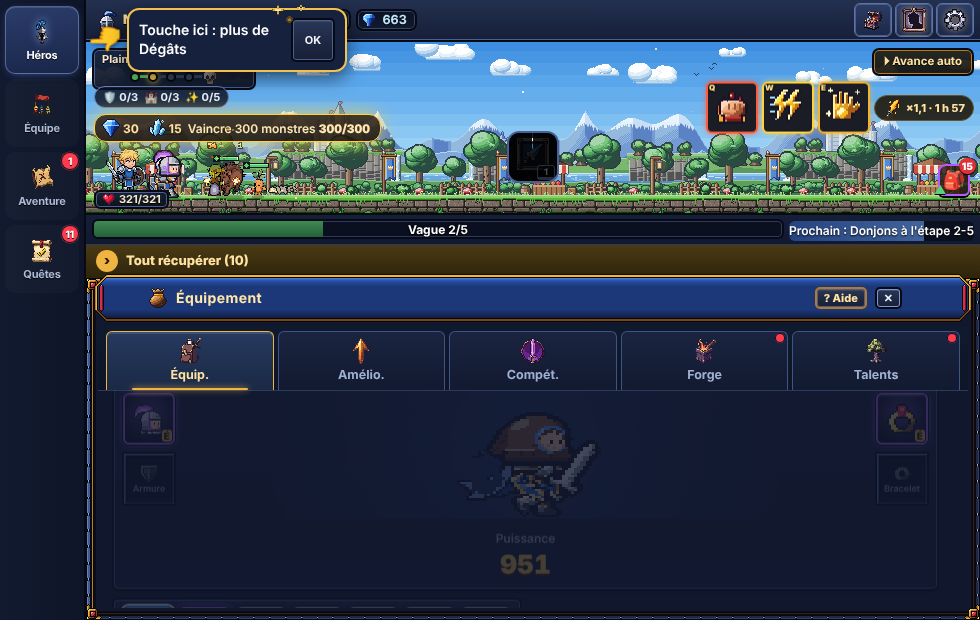 Héros
Équipe
1
Aventure
11
Quêtes
Touche ici : plus de
Dégâts
OK
663
Plain
0/3 0/3 0/5
30 15 Vaincre 300 monstres 300/300
321/321
Q
W
E
Avance auto
×1,1 · 1 h 57
1
15
Vague 2/5
Prochain : Donjons à l'étape 2-5
Tout récupérer (10)
Équipement
? Aide
×
Équip.
Amélio.
Compét.
Forge
Talents
E
E
Armure
Bracelet
Puissance
951